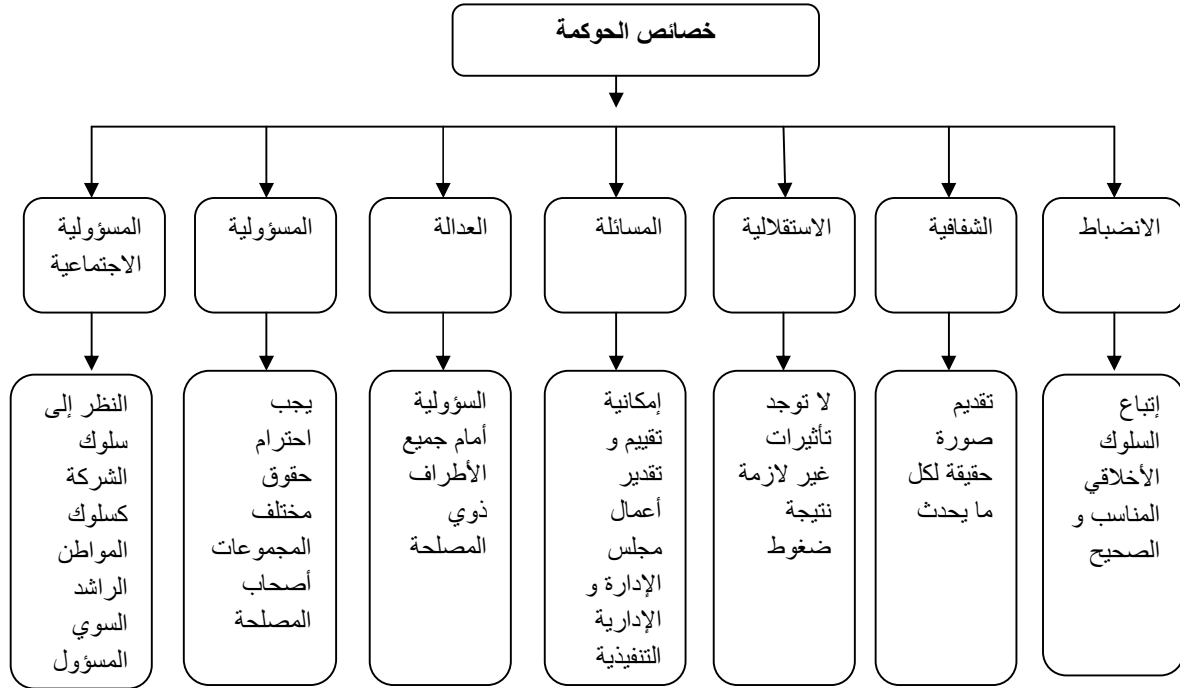 خصائص الحوكمة
الانضباط
الشفافية
الاستقلالية
المسائلة
العدالة
المسؤولية
المسؤولية
الاجتماعية
إتباع
السلوك
الأخلاقي
المناسب و
الصحيح
تقديم
صورة
حقيقة لكل
ما يحدث
لا توجد
تأثيرات
غير لازمة
نتيجة
ضغوط
إمكانية
تقييم و
تقدير
أعمال
مجلس
الإدارة و
الإدارية
التنفيذية
السؤولية
أمام جميع
الأطراف
ذوي
المصلحة
يجب
احترام
حقوق
مختلف
المجموعات
أصحاب
المصلحة
النظر إلى
سلوك
الشركة
كسلوك
المواطن
الراشد
السوي
المسؤول